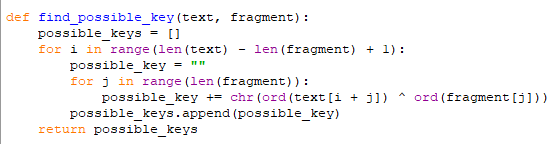 def find_possible_key(text, fragment):
    possible_keys = []
    for i in range(len(text) - len(fragment) + 1):
        possible_key = ""
        for j in range(len(fragment)):
            possible_key += chr(ord(text[i + j]) ^ ord(fragment[j]))
        possible_keys.append(possible_key)
    return possible_keys